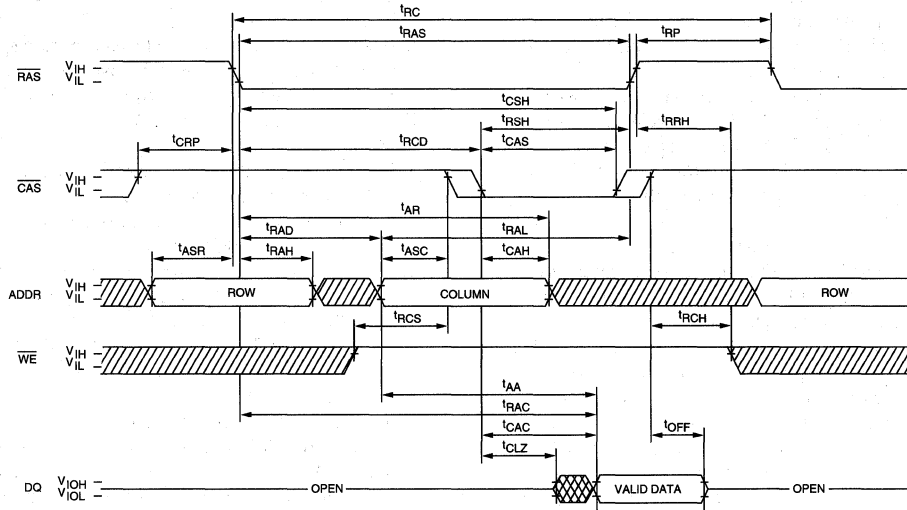 tRC
tRAS
tRP
RAS
VIH
VIL
tCSH
tRSH
tRRH
tCRP
tRCD
tCAS
CAS
VIH
VIL
tAR
tRAD
tRAL
tASR
tRAH
tASC
tCAH
ADDR
VIH
VIL
ROW
COLUMN
ROW
tRCS
tRCH
WE
VIH
VIL
tAA
tRAC
tCAC
tOFF
tCLZ
DQ
VIOH
VIOL
OPEN
VALID DATA
OPEN